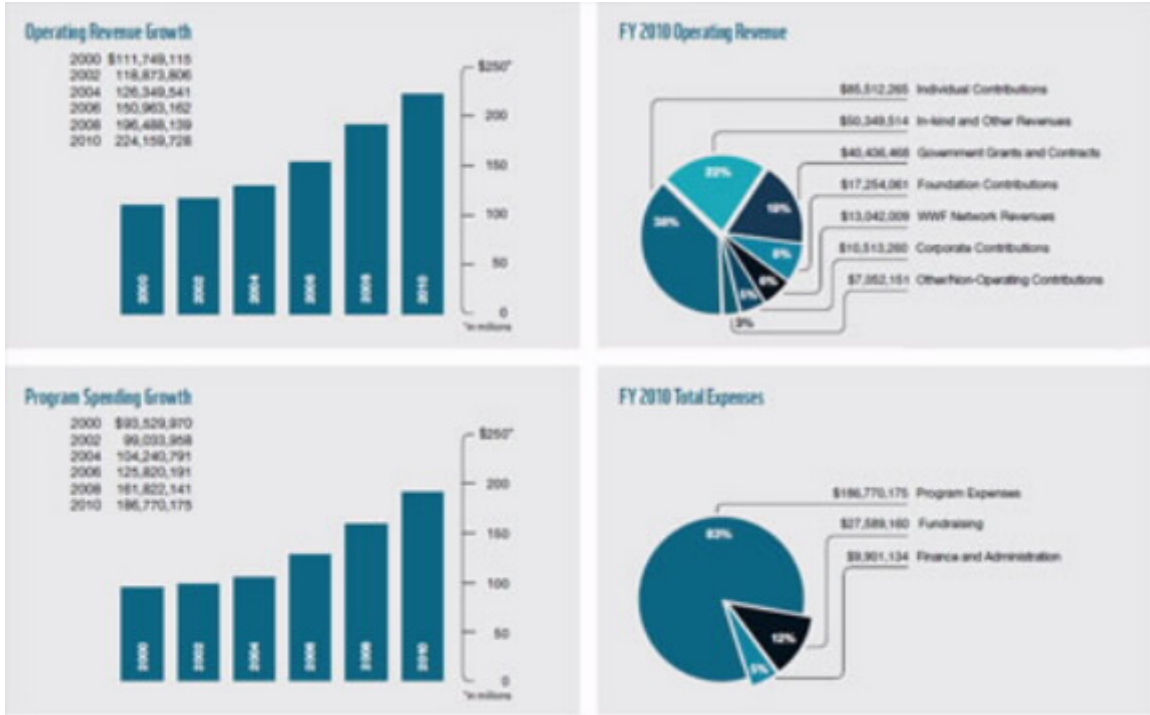 Operating Revenue Growth
2000 $111,749,115
2002 118,873,806
2004 126,349,541
2006 150,963,162
2008 196,488,139
2010 224,159,728
$250*
200
150
100
50
0
*in millions
2000 2002 2004 2006 2008 2010
FY 2010 Operating Revenue
$85,512,265 Individual Contributions
$50,349,514 In-kind and Other Revenues
$40,436,468 Government Grants and Contracts
$17,254,061 Foundation Contributions
$13,042,009 WWF Network Revenues
$10,513,260 Corporate Contributions
$7,052,151 Other/Non-Operating Contributions
22%
38%
18%
8%
6%
5%
3%
Program Spending Growth
2000 $93,529,970
2002 99,033,958
2004 104,240,791
2006 125,820,191
2008 161,822,141
2010 186,770,175
$250*
200
150
100
50
0
*in millions
2000 2002 2004 2006 2008 2010
FY 2010 Total Expenses
$186,770,175 Program Expenses
$27,589,160 Fundraising
$9,901,134 Finance and Administration
83%
12%
5%